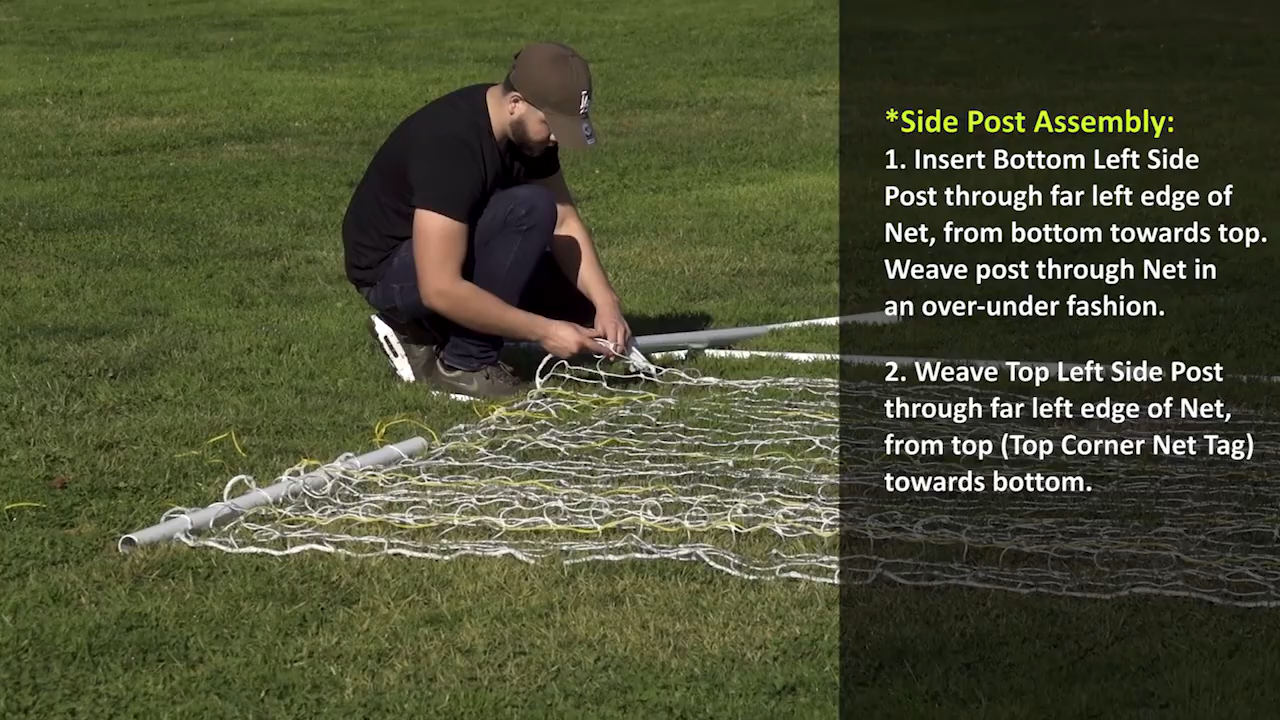 *Side Post Assembly:
1. Insert Bottom Left Side
Post through far left edge of
Net, from bottom towards top.
Weave post through Net in
an over-under fashion.
2. Weave Top Left Side Post
through far left edge of Net,
from top (Top Corner Net Tag)
towards bottom.